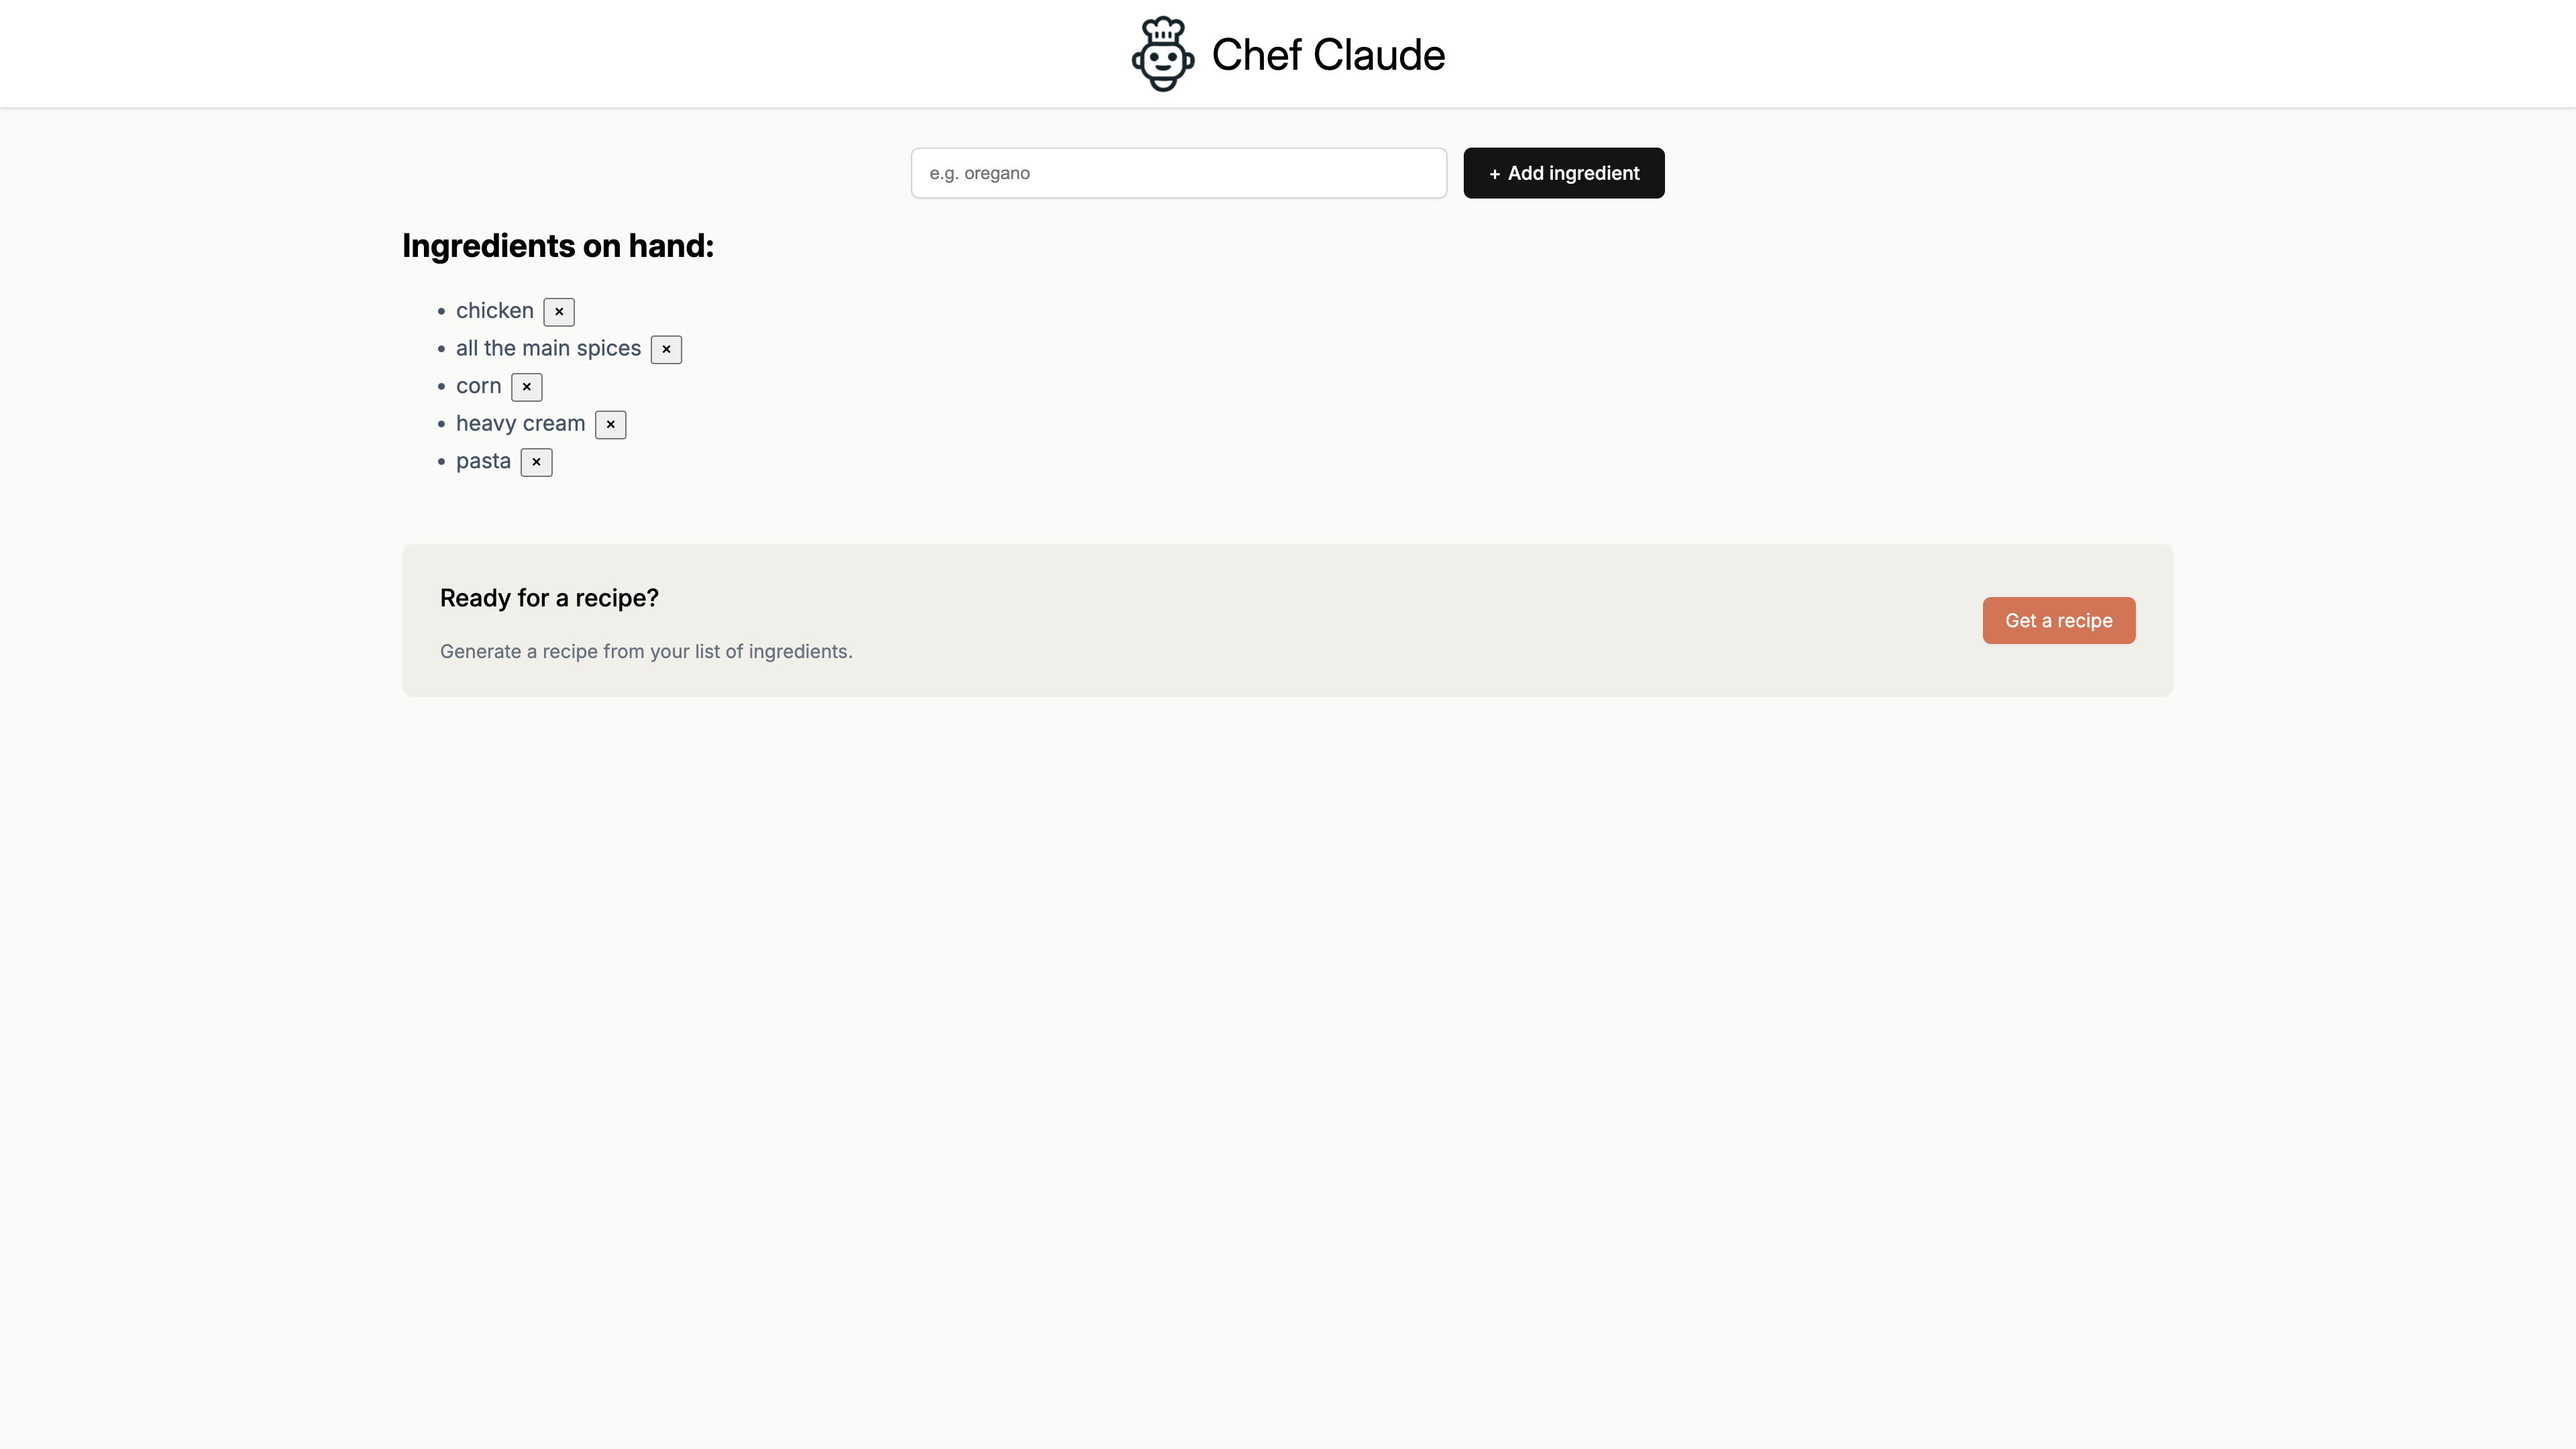 Chef Claude
e.g. oregano
+ Add ingredient
Ingredients on hand:
• chicken ×
• all the main spices ×
• corn ×
• heavy cream ×
• pasta ×
Ready for a recipe?
Generate a recipe from your list of ingredients.
Get a recipe